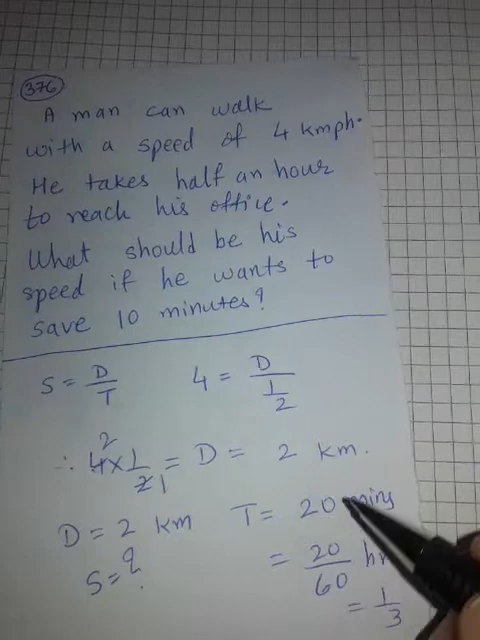 376
A man can walk
with a speed of 4 kmph.
He takes half an hour
to reach his office.
What should be his
speed if he wants to
save 10 minutes?
S = D/T    4 = D/(1/2)
∴ 4×1/2 = D = 2 km.
2 1
D = 2 km    T = 20 mins
S = ?    = 20/60 hr
= 1/3